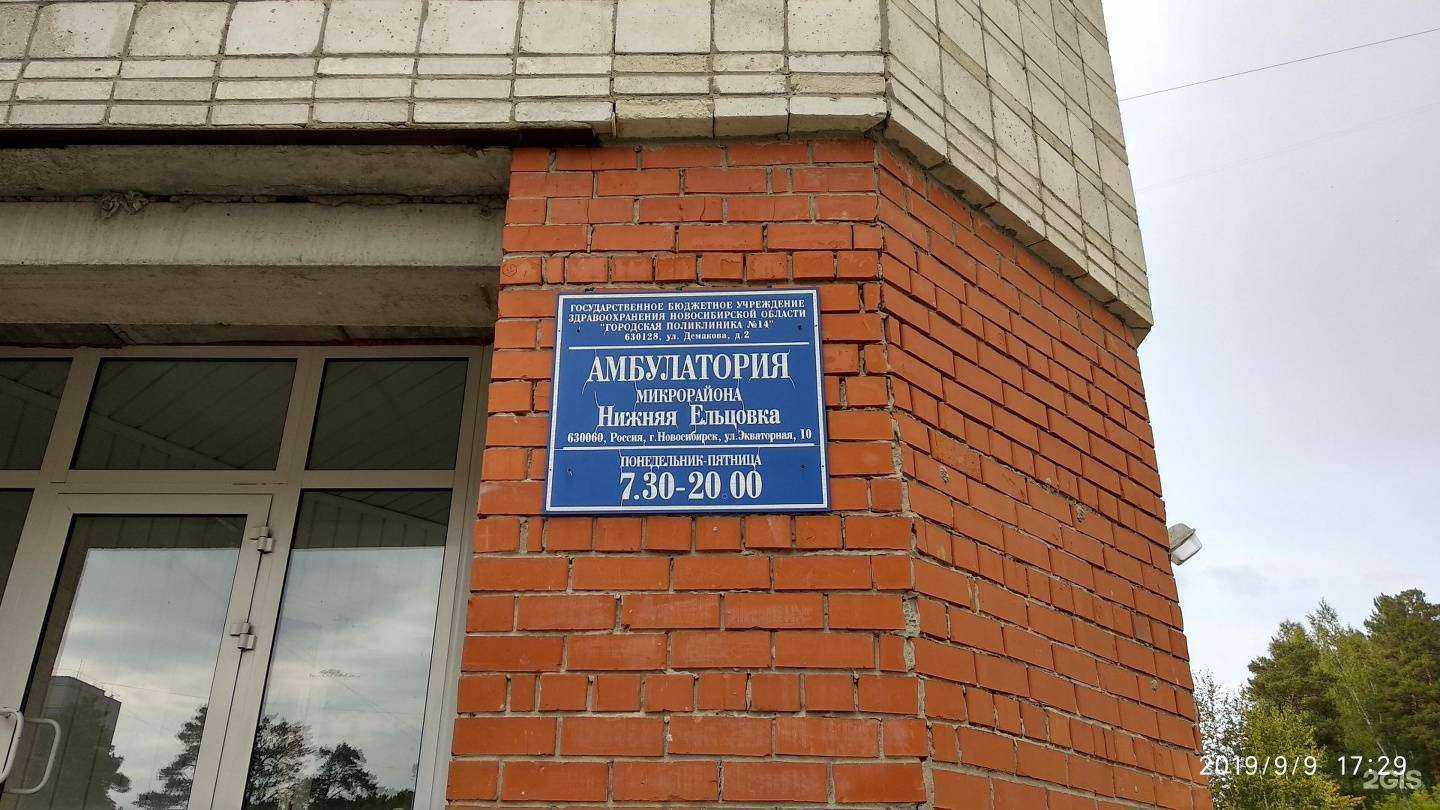 ГОСУДАРСТВЕННОЕ БЮДЖЕТНОЕ УЧРЕЖДЕНИЕ
ЗДРАВООХРАНЕНИЯ НОВОСИБИРСКОЙ ОБЛАСТИ
"ГОРОДСКАЯ ПОЛИКЛИНИКА №14"
630128, ул. Демакова, д.2
АМБУЛАТОРИЯ
МИКРОРАЙОНА
НИЖНЯЯ ЕЛЬЦОВКА
630060, Россия, г.Новосибирск, ул.Экваторная, 10
ПОНЕДЕЛЬНИК-ПЯТНИЦА
7.30-20 00
2019/9/9 17:29
2GIS